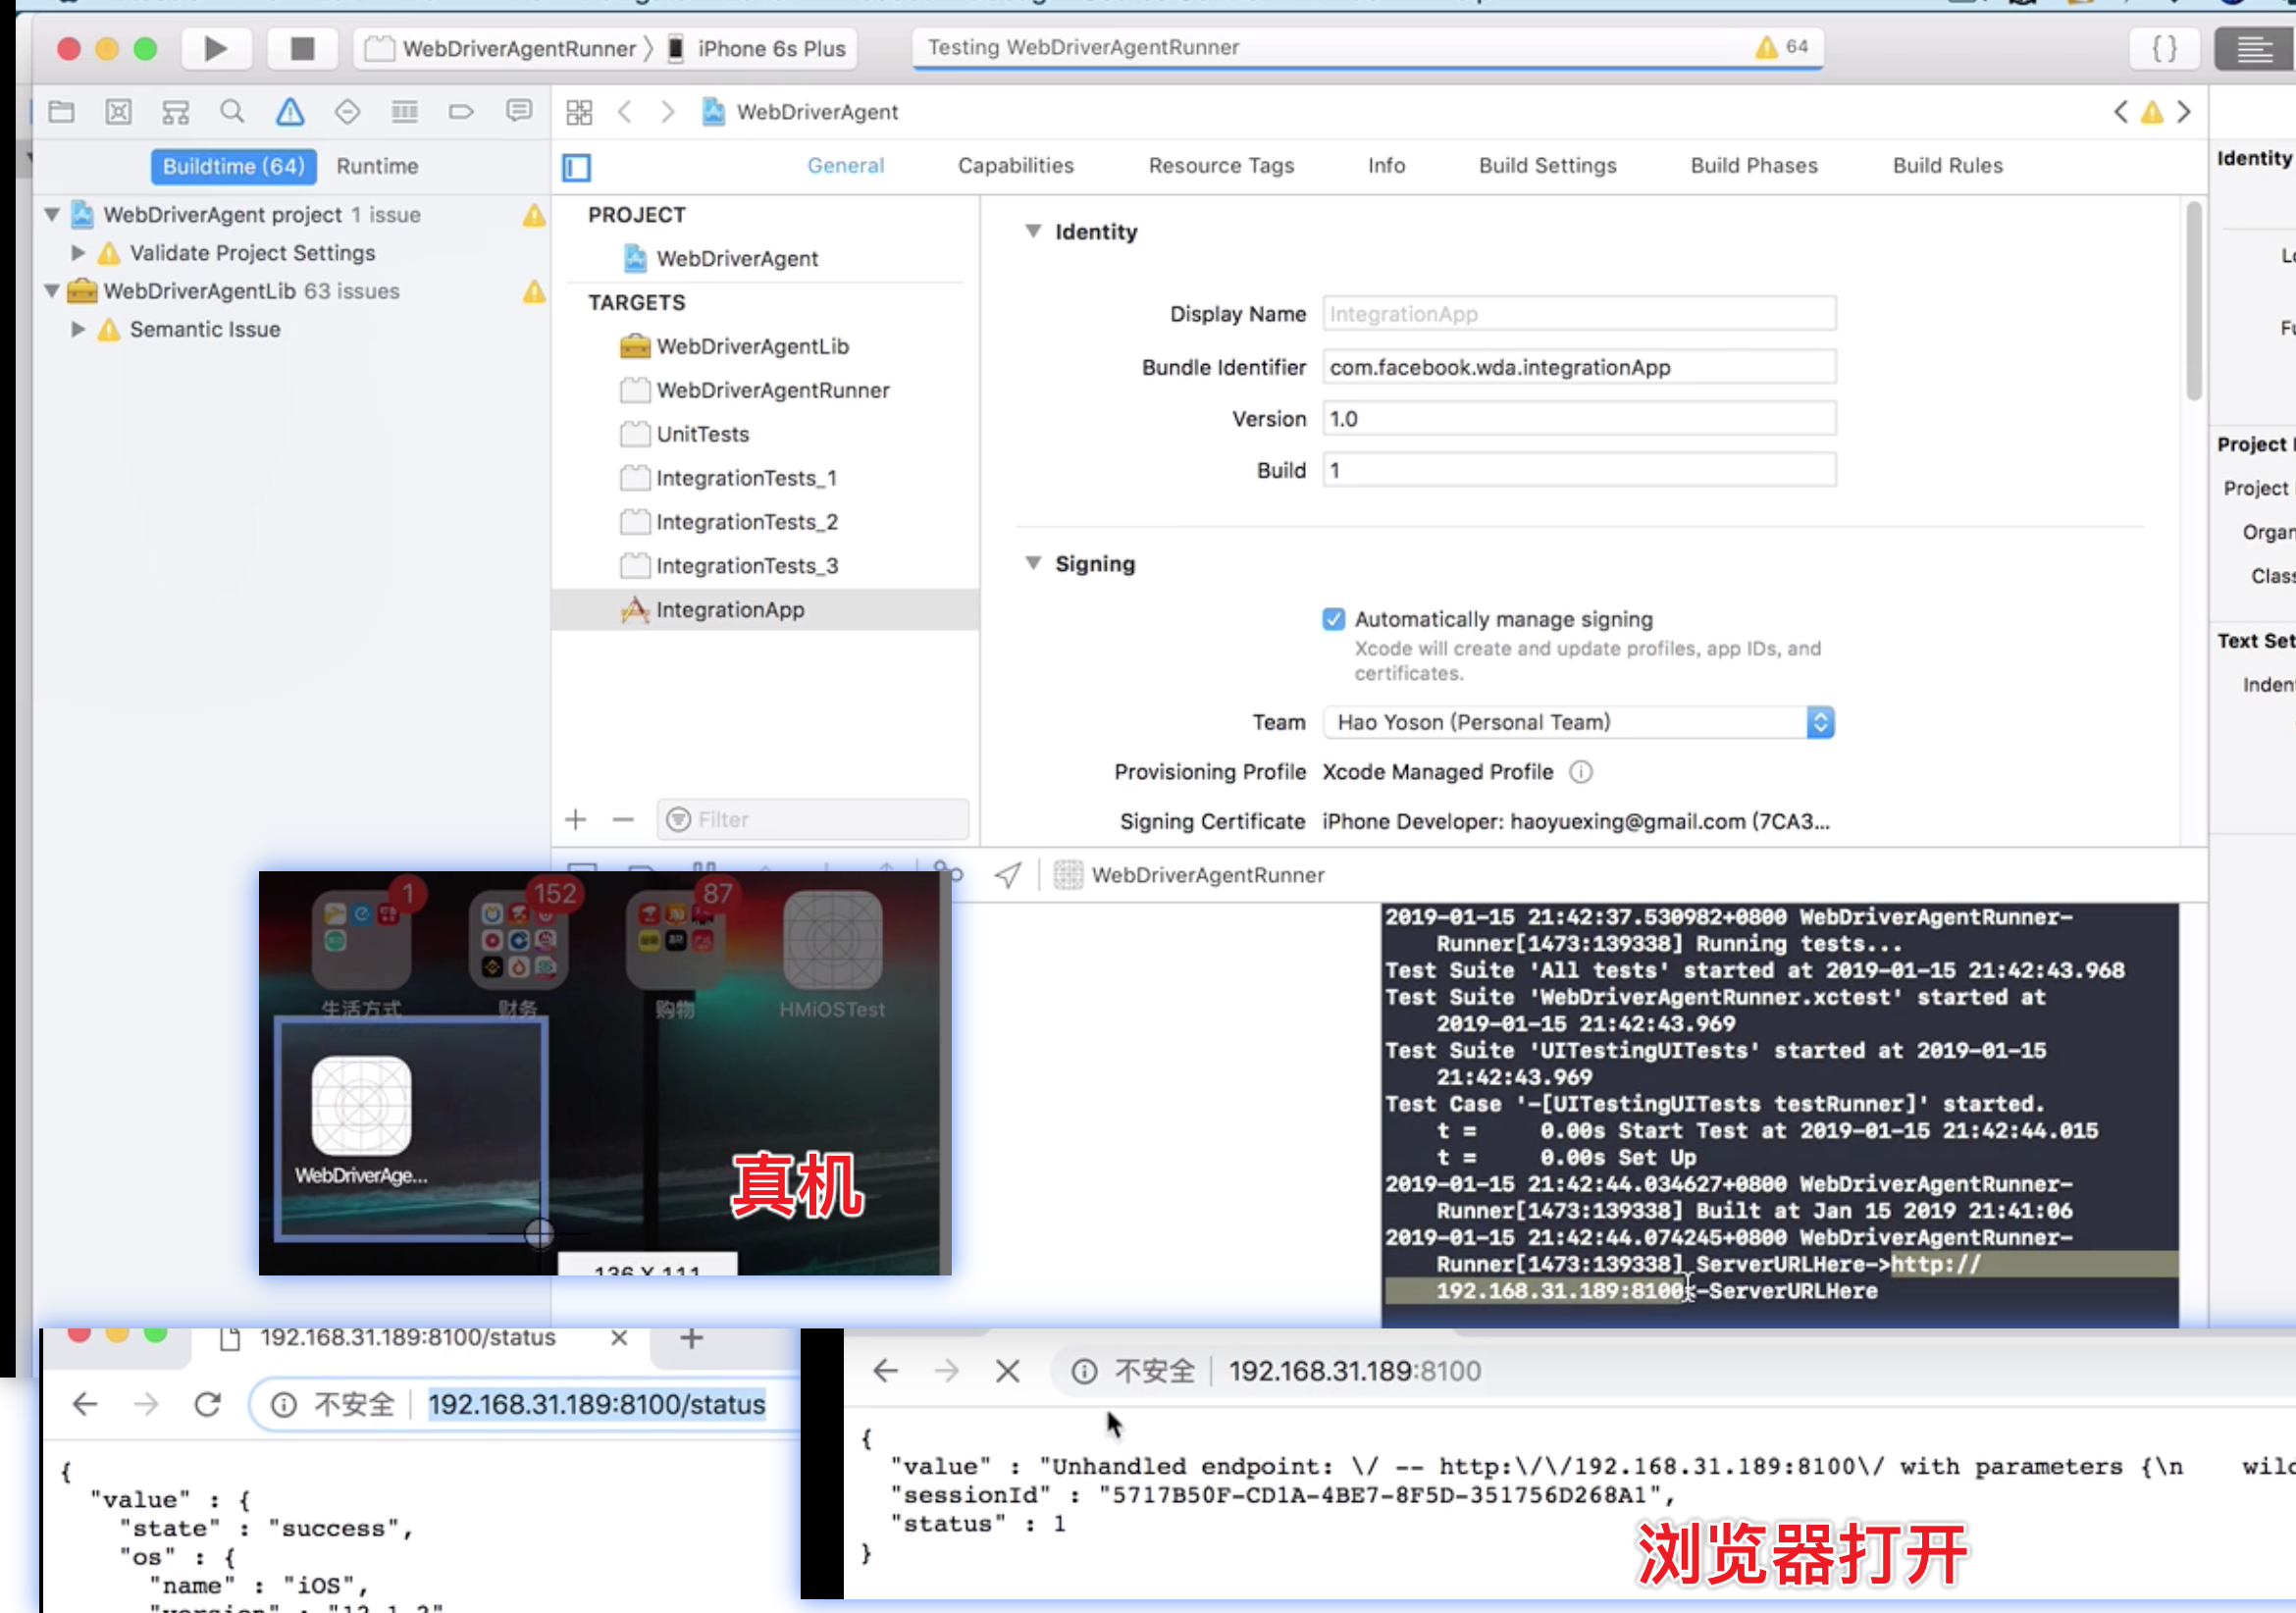 WebDriverAgentRunner 〉 iPhone 6s Plus
Testing WebDriverAgentRunner 64
{ }
WebDriverAgent
Buildtime (64) Runtime
General Capabilities Resource Tags Info Build Settings Build Phases Build Rules
Identity
WebDriverAgent project 1 issue
Validate Project Settings
WebDriverAgentLib 63 issues
Semantic Issue
PROJECT
WebDriverAgent
TARGETS
WebDriverAgentLib
WebDriverAgentRunner
UnitTests
IntegrationTests_1
IntegrationTests_2
IntegrationTests_3
IntegrationApp
Filter
Identity
Display Name IntegrationApp
Bundle Identifier com.facebook.wda.integrationApp
Version 1.0
Build 1
Signing
Automatically manage signing
Xcode will create and update profiles, app IDs, and
certificates.
Team Hao Yoson (Personal Team)
Provisioning Profile Xcode Managed Profile
Signing Certificate iPhone Developer: haoyuexing@gmail.com (7CA3...
Project
Project
Organ
Class
Text Set
Inden
WebDriverAgentRunner
1 152 87
生活方式 财务 购物 HMiOSTest
WebDriverAge...
真机
136 X 111
2019-01-15 21:42:37.530982+0800 WebDriverAgentRunner-
Runner[1473:139338] Running tests...
Test Suite 'All tests' started at 2019-01-15 21:42:43.968
Test Suite 'WebDriverAgentRunner.xctest' started at
2019-01-15 21:42:43.969
Test Suite 'UITestingUITests' started at 2019-01-15
21:42:43.969
Test Case '-[UITestingUITests testRunner]' started.
t = 0.00s Start Test at 2019-01-15 21:42:44.015
t = 0.00s Set Up
2019-01-15 21:42:44.034627+0800 WebDriverAgentRunner-
Runner[1473:139338] Built at Jan 15 2019 21:41:06
2019-01-15 21:42:44.074245+0800 WebDriverAgentRunner-
Runner[1473:139338] ServerURLHere->http://
192.168.31.189:8100<-ServerURLHere
192.168.31.189:8100/status
不安全 192.168.31.189:8100/status
{
"value" : {
"state" : "success",
"os" : {
"name" : "iOS",
不安全 192.168.31.189:8100
{
"value" : "Unhandled endpoint: \/ -- http:\/\/192.168.31.189:8100\/ with parameters {\n wild
"sessionId" : "5717B50F-CD1A-4BE7-8F5D-351756D268A1",
"status" : 1
}
浏览器打开